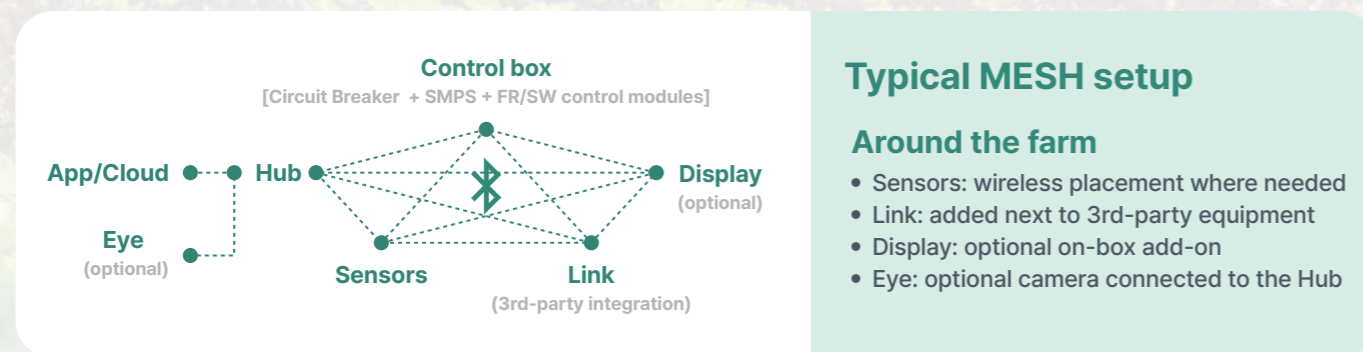 Control box
[Circuit Breaker + SMPS + FR/SW control modules]
App/Cloud
Hub
Display
(optional)
Eye
(optional)
Sensors
Link
(3rd-party integration)
Typical MESH setup
Around the farm
• Sensors: wireless placement where needed
• Link: added next to 3rd-party equipment
• Display: optional on-box add-on
• Eye: optional camera connected to the Hub